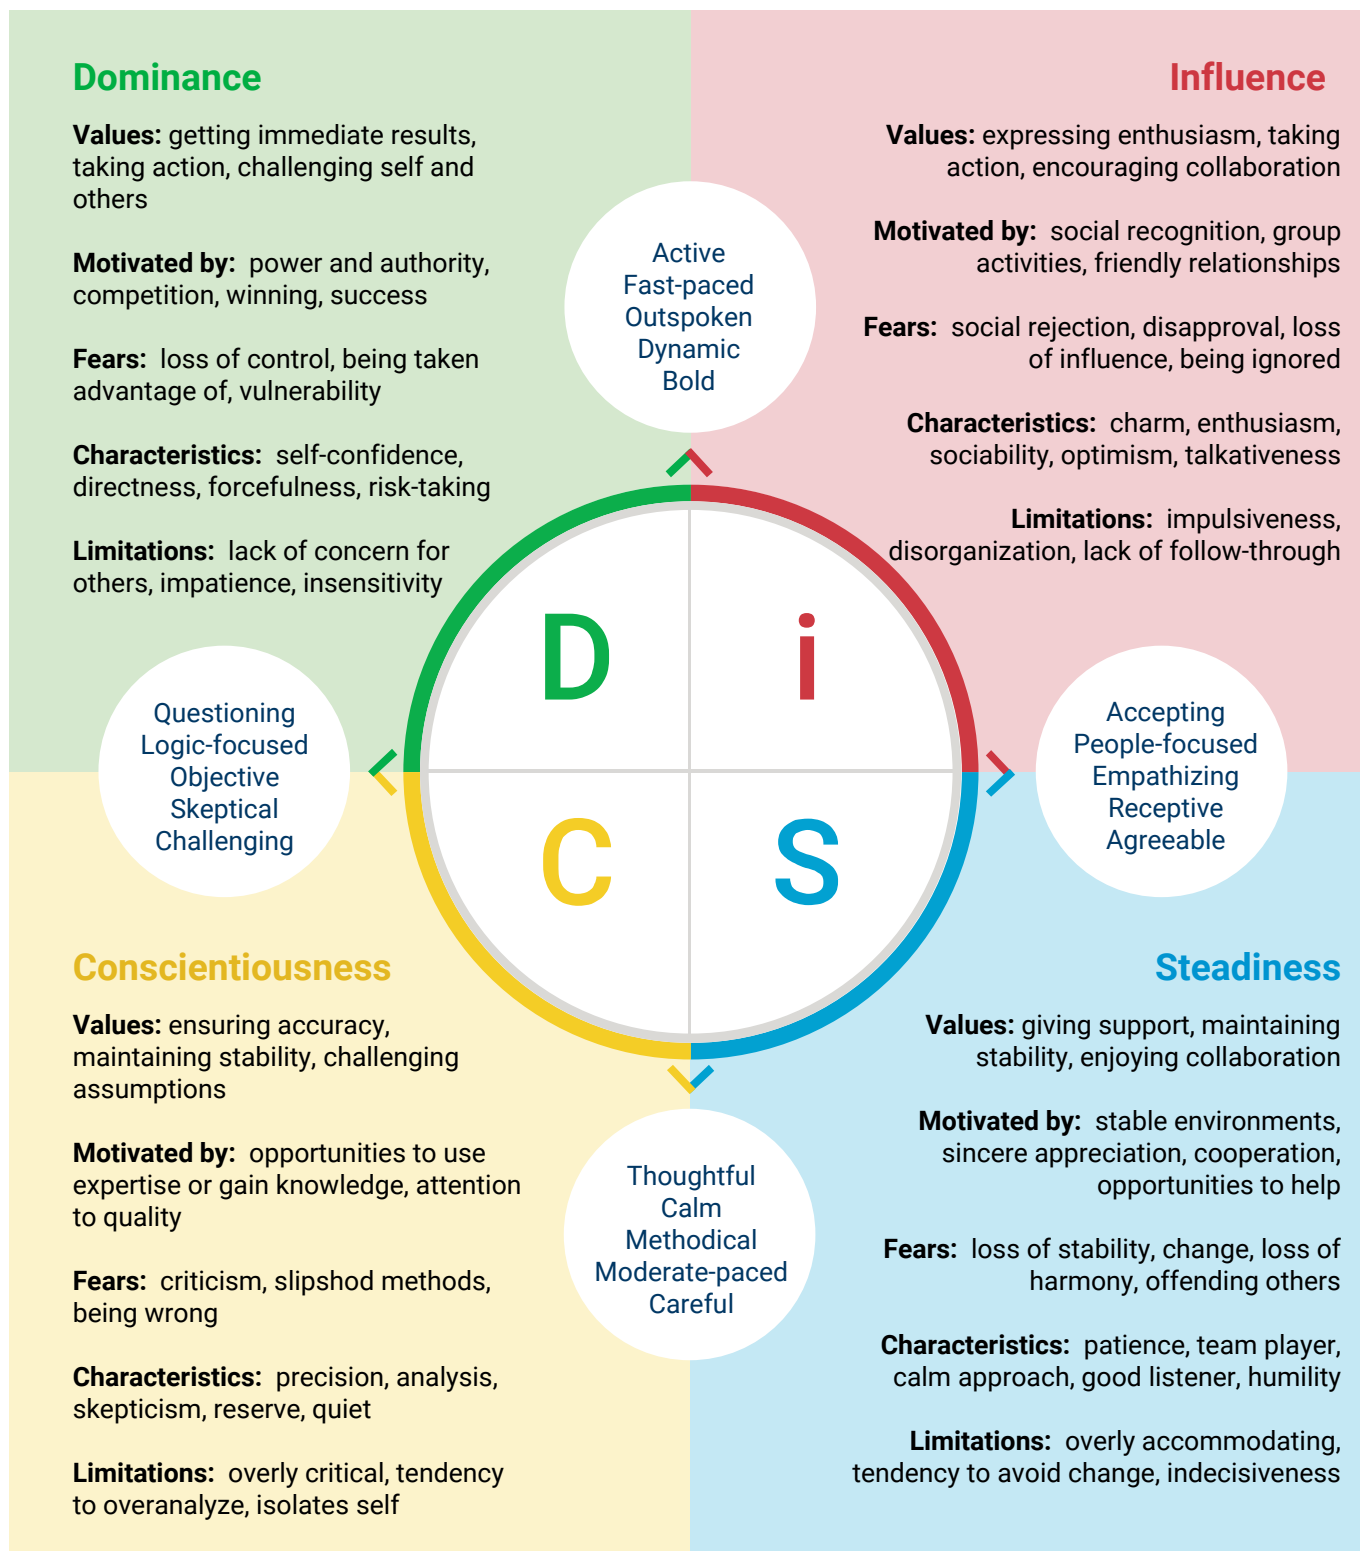 Dominance
Values: getting immediate results,
taking action, challenging self and
others
Motivated by: power and authority,
competition, winning, success
Fears: loss of control, being taken
advantage of, vulnerability
Characteristics: self-confidence,
directness, forcefulness, risk-taking
Limitations: lack of concern for
others, impatience, insensitivity
Active
Fast-paced
Outspoken
Dynamic
Bold
Influence
Values: expressing enthusiasm, taking
action, encouraging collaboration
Motivated by: social recognition, group
activities, friendly relationships
Fears: social rejection, disapproval, loss
of influence, being ignored
Characteristics: charm, enthusiasm,
sociability, optimism, talkativeness
Limitations: impulsiveness,
disorganization, lack of follow-through
D
i
Questioning
Logic-focused
Objective
Skeptical
Challenging
Accepting
People-focused
Empathizing
Receptive
Agreeable
C
S
Conscientiousness
Values: ensuring accuracy,
maintaining stability, challenging
assumptions
Motivated by: opportunities to use
expertise or gain knowledge, attention
to quality
Fears: criticism, slipshod methods,
being wrong
Characteristics: precision, analysis,
skepticism, reserve, quiet
Limitations: overly critical, tendency
to overanalyze, isolates self
Thoughtful
Calm
Methodical
Moderate-paced
Careful
Steadiness
Values: giving support, maintaining
stability, enjoying collaboration
Motivated by: stable environments,
sincere appreciation, cooperation,
opportunities to help
Fears: loss of stability, change, loss of
harmony, offending others
Characteristics: patience, team player,
calm approach, good listener, humility
Limitations: overly accommodating,
tendency to avoid change, indecisiveness